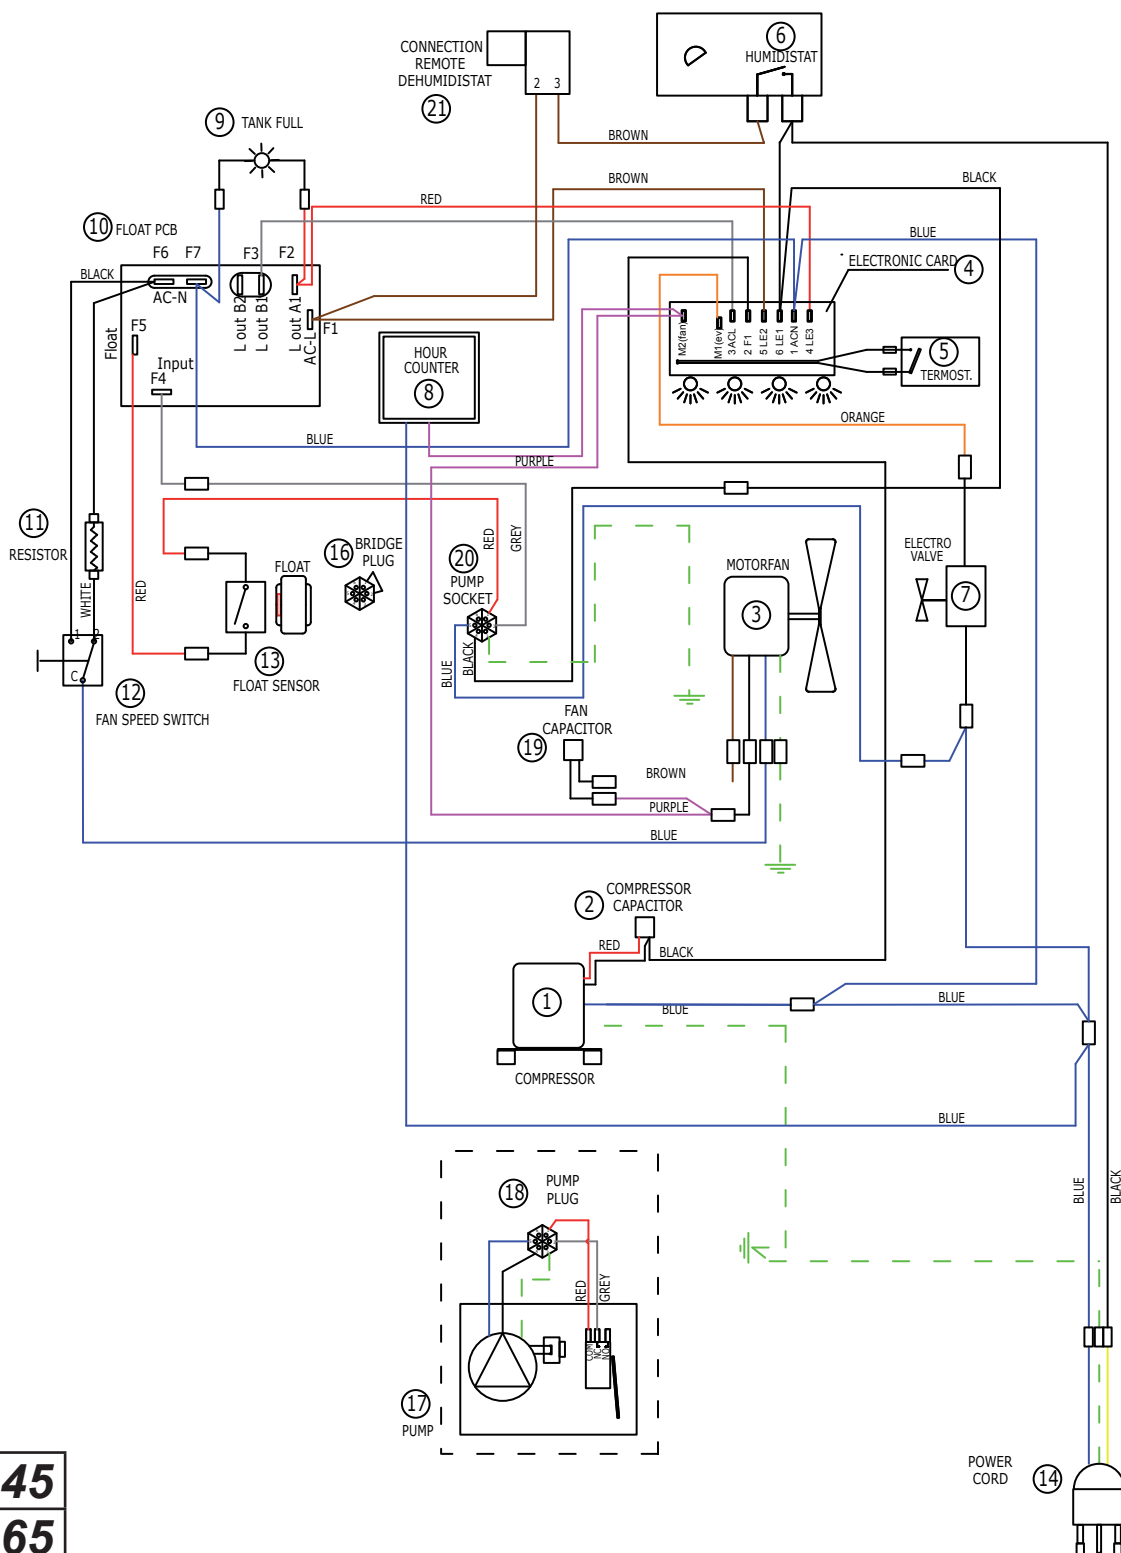 6
HUMIDISTAT
CONNECTION
REMOTE
DEHUMIDISTAT
21
2 3
BROWN
9 TANK FULL
BROWN
BLACK
RED
10 FLOAT PCB
BLUE
F6 F7 F3 F2
BLACK
AC-N
L out B2
L out B1
L out A1
AC-L
F1
Float
F5
Input
F4
* ELECTRONIC CARD 4
M2(fan)
M1(ev)
3 ACL
2 F1
5 LE2
6 LE1
1 ACN
4 LE3
5
TERMOST.
HOUR
COUNTER
8
ORANGE
BLUE
PURPLE
11
RESISTOR
WHITE
RED
16 BRIDGE
PLUG
FLOAT
20
PUMP
SOCKET
RED
GREY
MOTORFAN
3
ELECTRO
VALVE
7
1 2
C
12
FAN SPEED SWITCH
13
FLOAT SENSOR
BLUE
BLACK
FAN
CAPACITOR
19
BROWN
PURPLE
BLUE
COMPRESSOR
CAPACITOR
2
RED
BLACK
1
BLUE
BLUE
COMPRESSOR
BLUE
BLUE
BLACK
18
PUMP
PLUG
RED
GREY
COM
NC
NO
17
PUMP
POWER
CORD
14
45
65